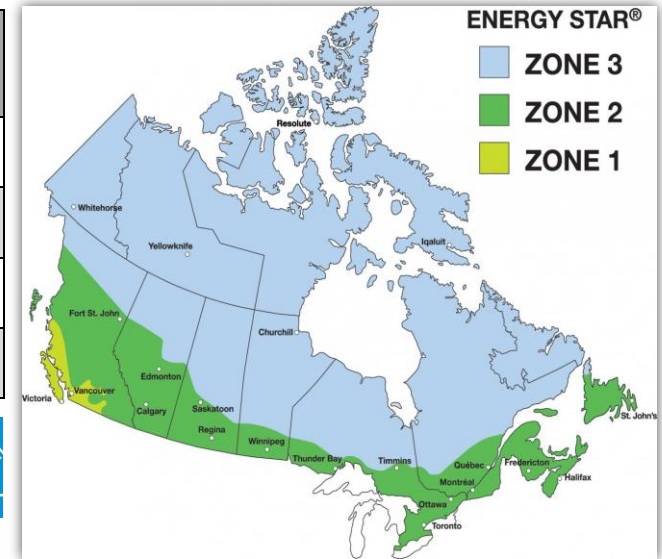 ENERGY STAR®
ZONE 3
ZONE 2
ZONE 1
Resolute
Whitehorse
Yellowknife
Iqaluit
Fort St. John
Churchill
Edmonton
Vancouver
Victoria
Calgary
Saskatoon
Regina
Winnipeg
Thunder Bay
Timmins
Québec
Fredericton
St. John's
Montréal
Halifax
Ottawa
Toronto